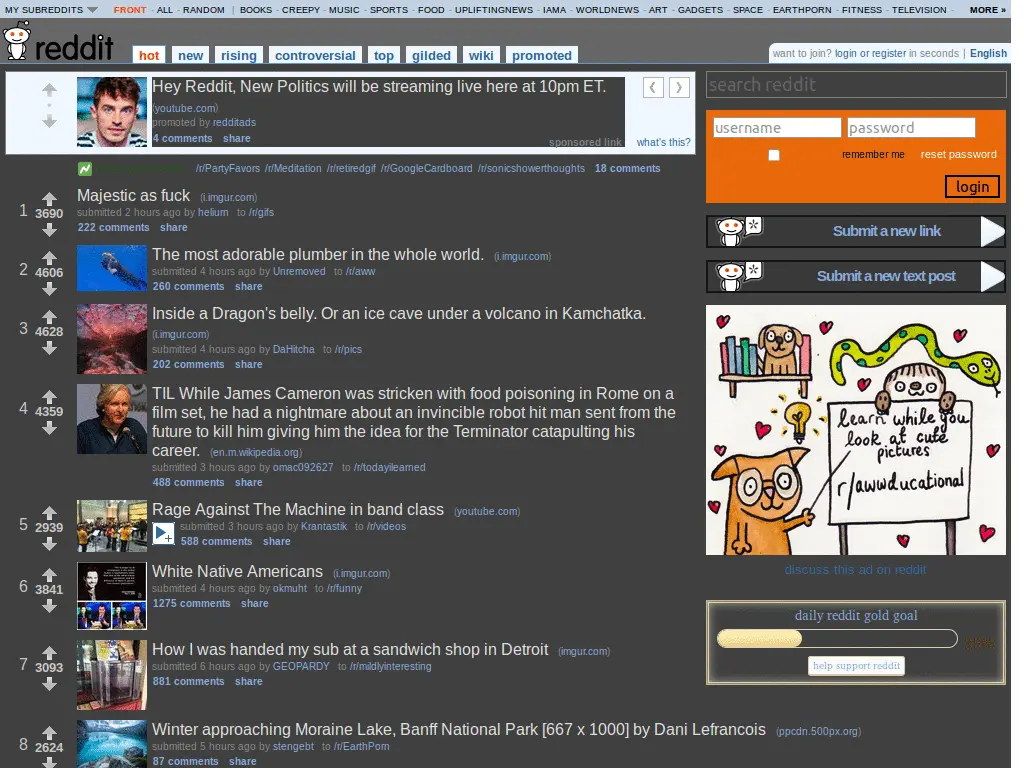 MY SUBREDDITS FRONT - ALL - RANDOM | BOOKS - CREEPY - MUSIC - SPORTS - FOOD - UPLIFTINGNEWS - IAMA - WORLDNEWS - ART - GADGETS - SPACE - EARTHPORN - FITNESS - TELEVISION - MORE »
reddit hot new rising controversial top gilded wiki promoted
want to join? login or register in seconds | English
Hey Reddit, New Politics will be streaming live here at 10pm ET.
(youtube.com)
promoted by redditads
4 comments share
sponsored link what's this?
/r/PartyFavors /r/Meditation /r/retiredgif /r/GoogleCardboard /r/sonicshowerthoughts 18 comments
1 3690
Majestic as fuck (i.imgur.com)
submitted 2 hours ago by helium to /r/gifs
222 comments share
2 4606
The most adorable plumber in the whole world. (i.imgur.com)
submitted 4 hours ago by Unremoved to /r/aww
260 comments share
3 4628
Inside a Dragon's belly. Or an ice cave under a volcano in Kamchatka.
(i.imgur.com)
submitted 4 hours ago by DaHitcha to /r/pics
202 comments share
4 4359
TIL While James Cameron was stricken with food poisoning in Rome on a
film set, he had a nightmare about an invincible robot hit man sent from the
future to kill him giving him the idea for the Terminator catapulting his
career. (en.m.wikipedia.org)
submitted 3 hours ago by omac092627 to /r/todayilearned
488 comments share
5 2939
Rage Against The Machine in band class (youtube.com)
submitted 3 hours ago by Krantastik to /r/videos
588 comments share
6 3841
White Native Americans (i.imgur.com)
submitted 4 hours ago by okmuht to /r/funny
1275 comments share
7 3093
How I was handed my sub at a sandwich shop in Detroit (imgur.com)
submitted 6 hours ago by GEOPARDY to /r/mildlyinteresting
881 comments share
8 2624
Winter approaching Moraine Lake, Banff National Park [667 x 1000] by Dani Lefrancois (ppcdn.500px.org)
submitted 5 hours ago by stengebt to /r/EarthPorn
87 comments share
search reddit
username password
remember me reset password
login
Submit a new link
Submit a new text post
learn while you
look at cute
pictures
r/awwducational
discuss this ad on reddit
daily reddit gold goal
help support reddit